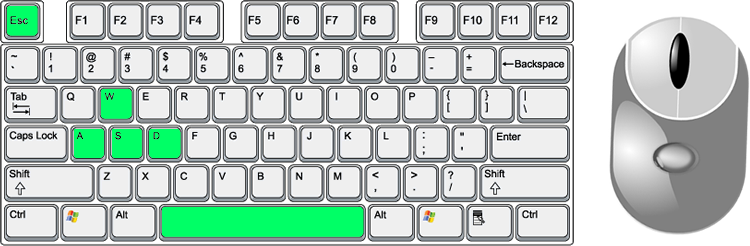 Esc F1 F2 F3 F4 F5 F6 F7 F8 F9 F10 F11 F12
~ ! @ # $ % ^ & * ( ) – +
` 1 2 3 4 5 6 7 8 9 0 - = ←Backspace
Tab Q W E R T Y U I O P { } |
[ ] \
Caps Lock A S D F G H J K L : " Enter
; '
Shift Z X C V B N M < > ? Shift
, . /
Ctrl Alt Alt Ctrl